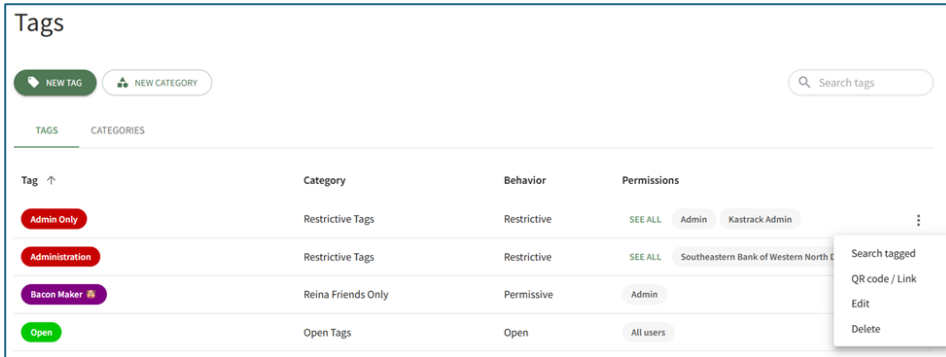 Tags
NEW TAG NEW CATEGORY Search tags
TAGS CATEGORIES
Tag ↑ Category Behavior Permissions
Admin Only Restrictive Tags Restrictive SEE ALL Admin Kastrack Admin
Administration Restrictive Tags Restrictive SEE ALL Southeastern Bank of Western North
Bacon Maker Reina Friends Only Permissive Admin
Open Open Tags Open All users
Search tagged
QR code / Link
Edit
Delete